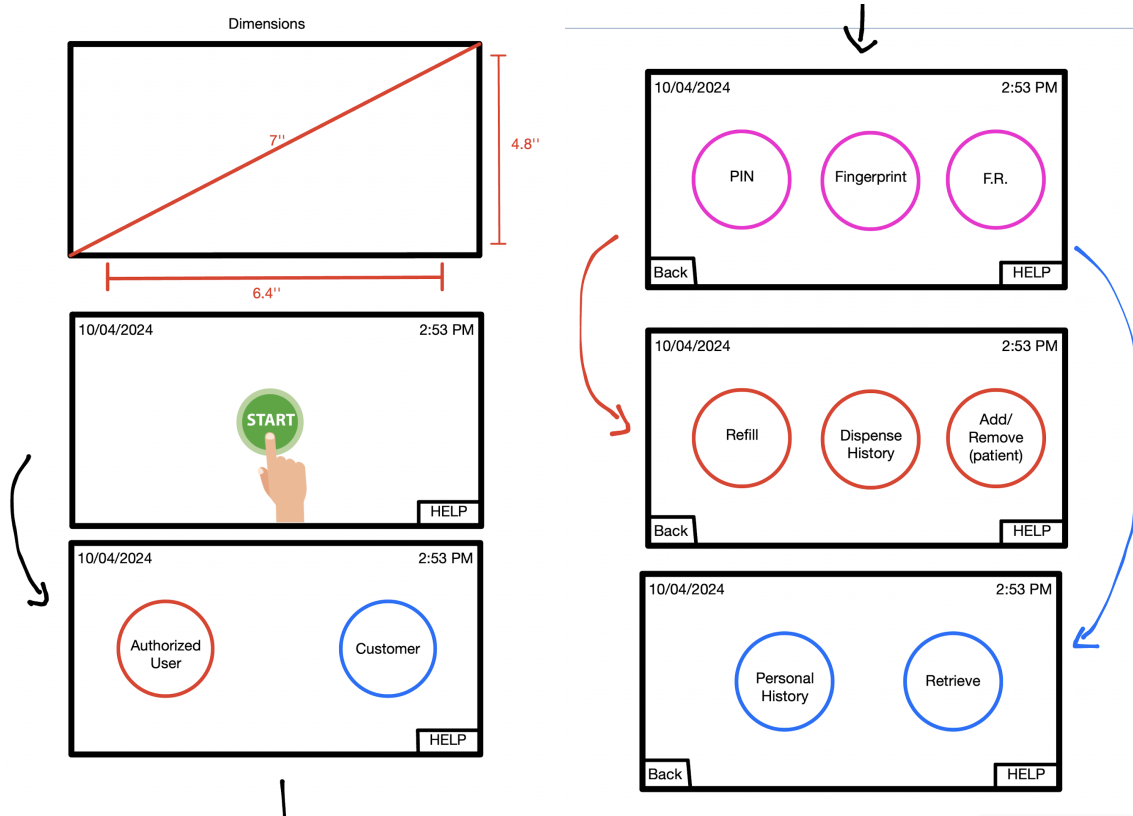 Dimensions
7''
4.8''
6.4''
10/04/2024
2:53 PM
START
HELP
10/04/2024
2:53 PM
Authorized
User
Customer
HELP
10/04/2024
2:53 PM
PIN
Fingerprint
F.R.
Back
HELP
10/04/2024
2:53 PM
Refill
Dispense
History
Add/
Remove
(patient)
Back
HELP
10/04/2024
2:53 PM
Personal
History
Retrieve
Back
HELP